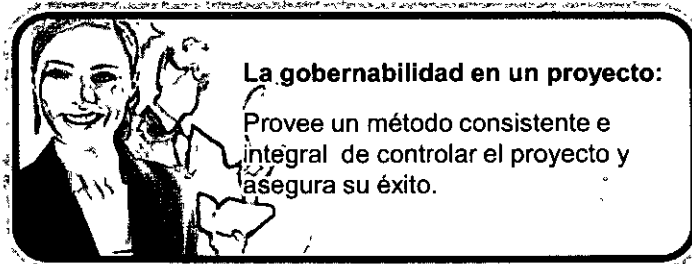 La gobernabilidad en un proyecto:
Provee un método consistente e
integral de controlar el proyecto y
asegura su éxito.